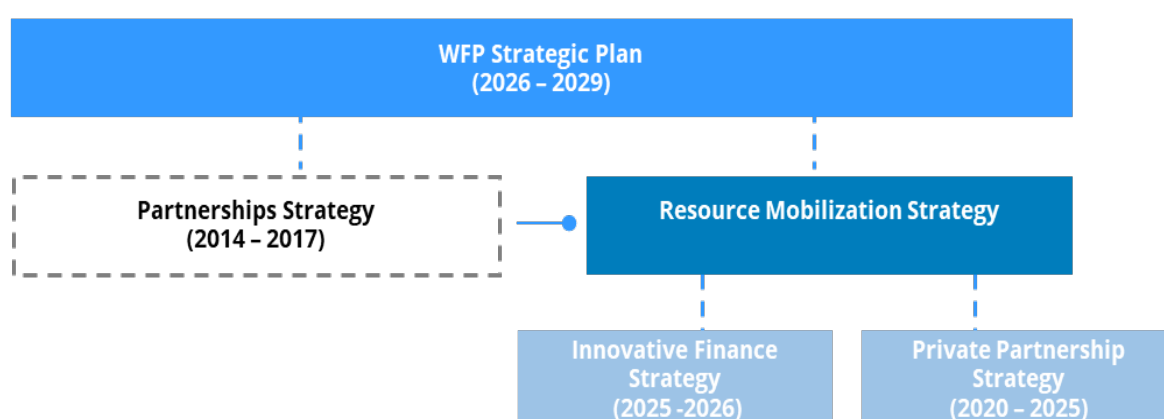 WFP Strategic Plan
(2026 – 2029)
Partnerships Strategy
(2014 – 2017)
Resource Mobilization Strategy
Innovative Finance
Strategy
(2025 -2026)
Private Partnership
Strategy
(2020 – 2025)